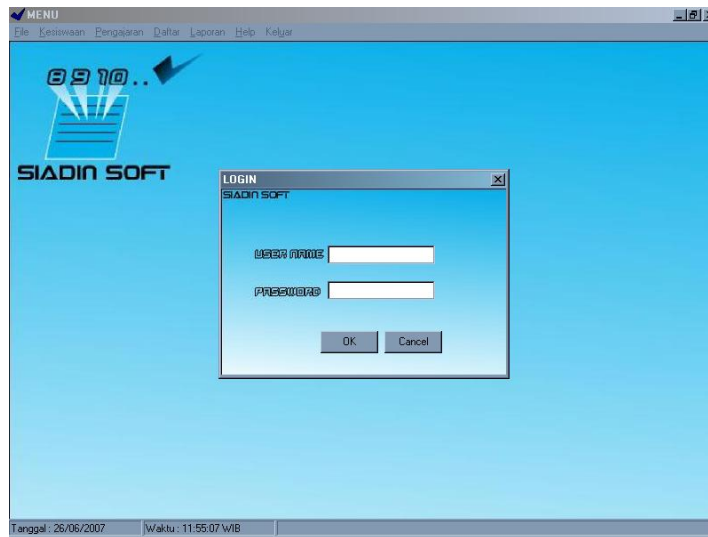 MENU
File Kesiswaan Pengajaran Daftar Laporan Help Keluar
8910..
SIADIN SOFT
LOGIN
SIADIN SOFT
USER NAME
PASSWORD
OK Cancel
Tanggal : 26/06/2007 Waktu : 11:55:07 WIB